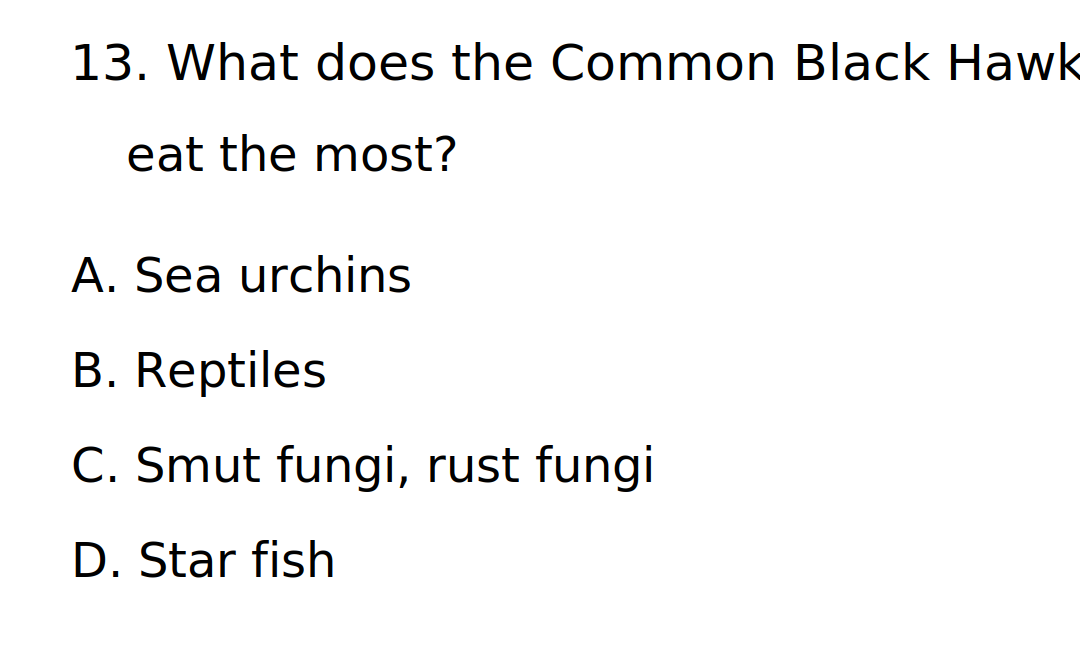 13. What does the Common Black Hawk
eat the most?
A. Sea urchins
B. Reptiles
C. Smut fungi, rust fungi
D. Star fish